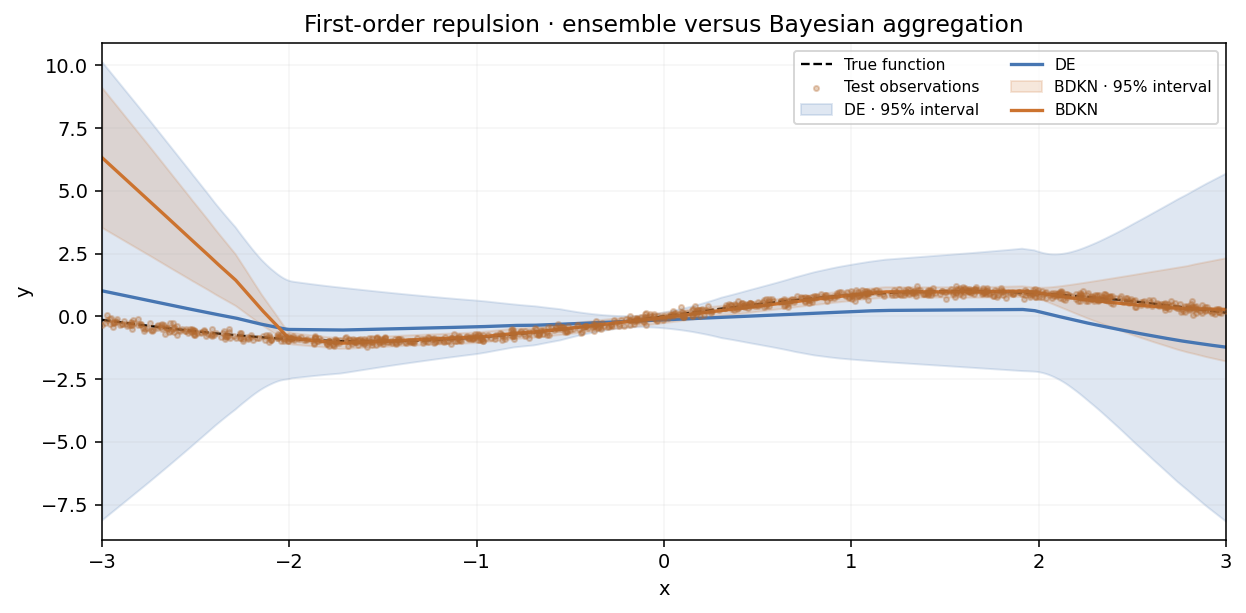 First-order repulsion · ensemble versus Bayesian aggregation
True function
Test observations
DE · 95% interval
DE
BDKN · 95% interval
BDKN
10.0
7.5
5.0
2.5
0.0
−2.5
−5.0
−7.5
y
−3
−2
−1
0
1
2
3
x